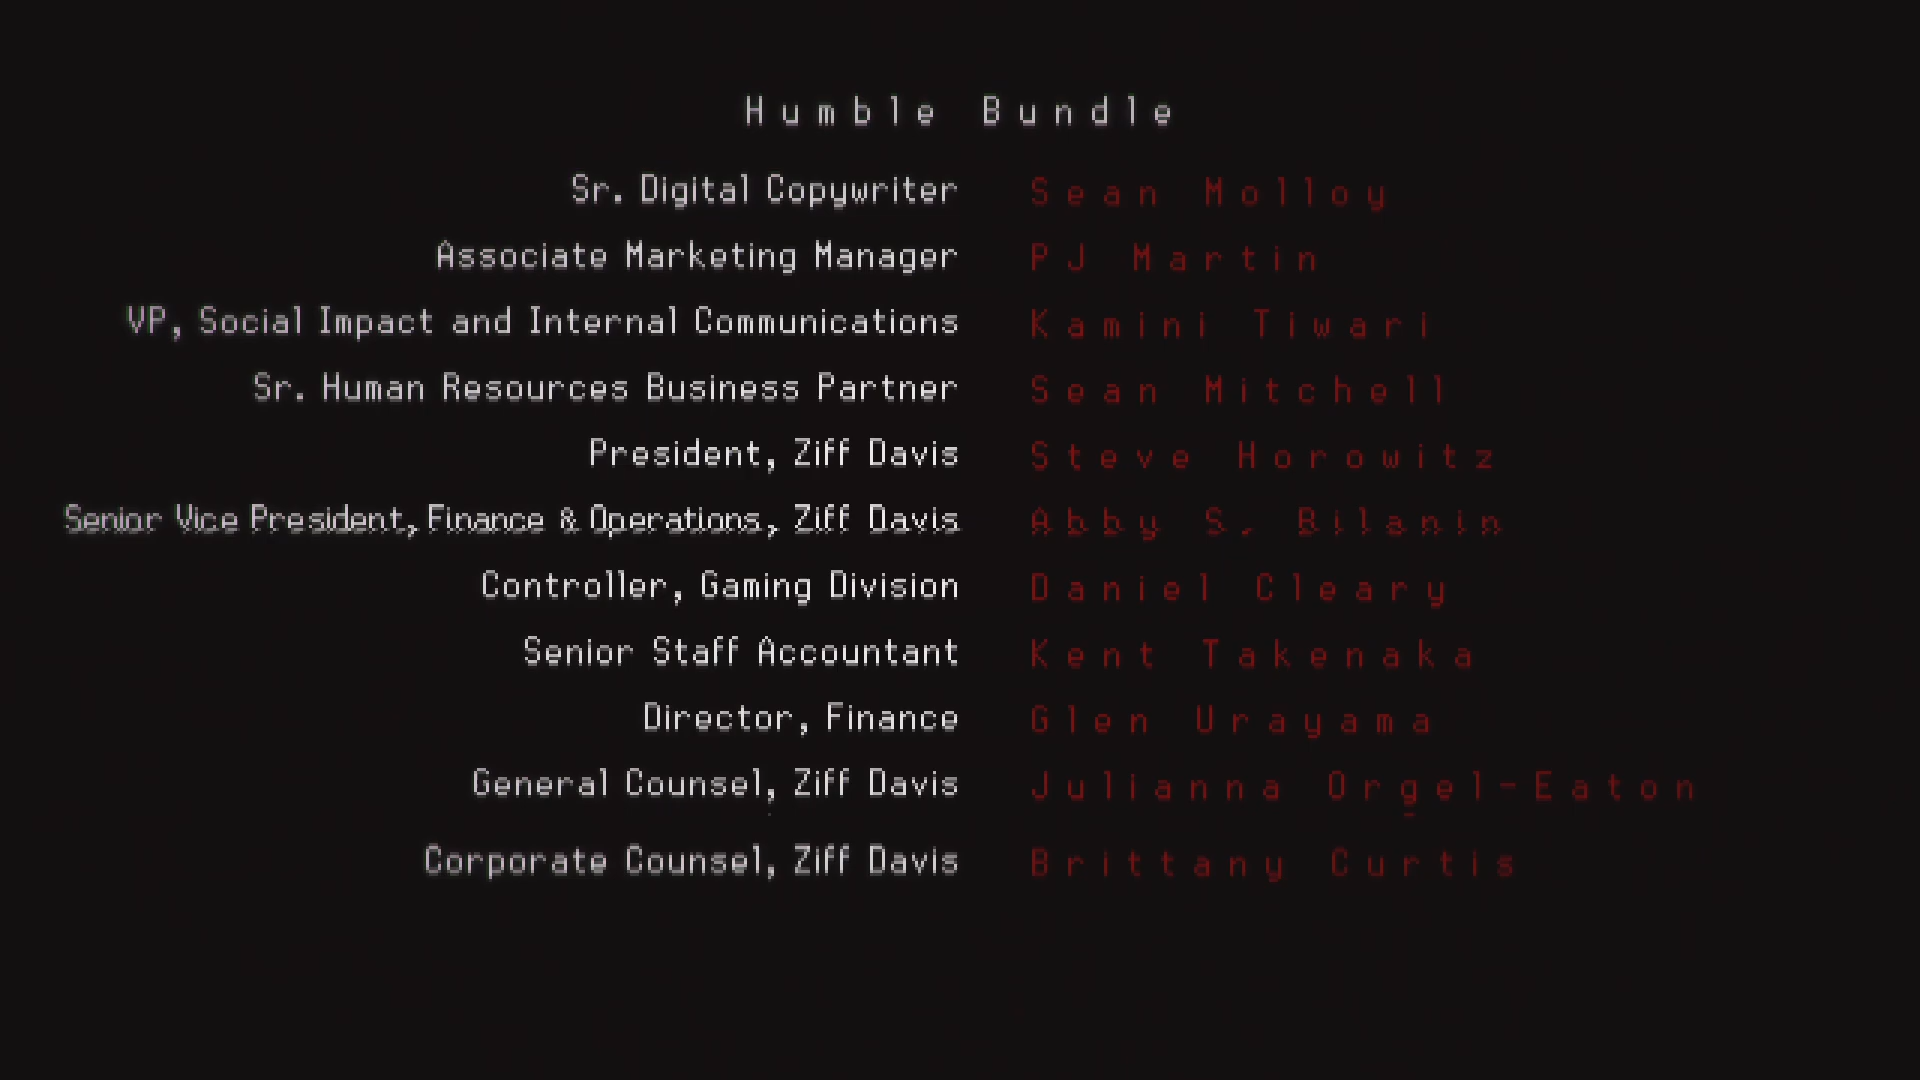 Humble Bundle
Sr. Digital Copywriter Sean Molloy
Associate Marketing Manager PJ Martin
VP, Social Impact and Internal Communications Kamini Tiwari
Sr. Human Resources Business Partner Sean Mitchell
President, Ziff Davis Steve Horowitz
Senior Vice President, Finance & Operations, Ziff Davis Abby S. Bilanin
Controller, Gaming Division Daniel Cleary
Senior Staff Accountant Kent Takenaka
Director, Finance Glen Urayama
General Counsel, Ziff Davis Julianna Orgel-Eaton
Corporate Counsel, Ziff Davis Brittany Curtis